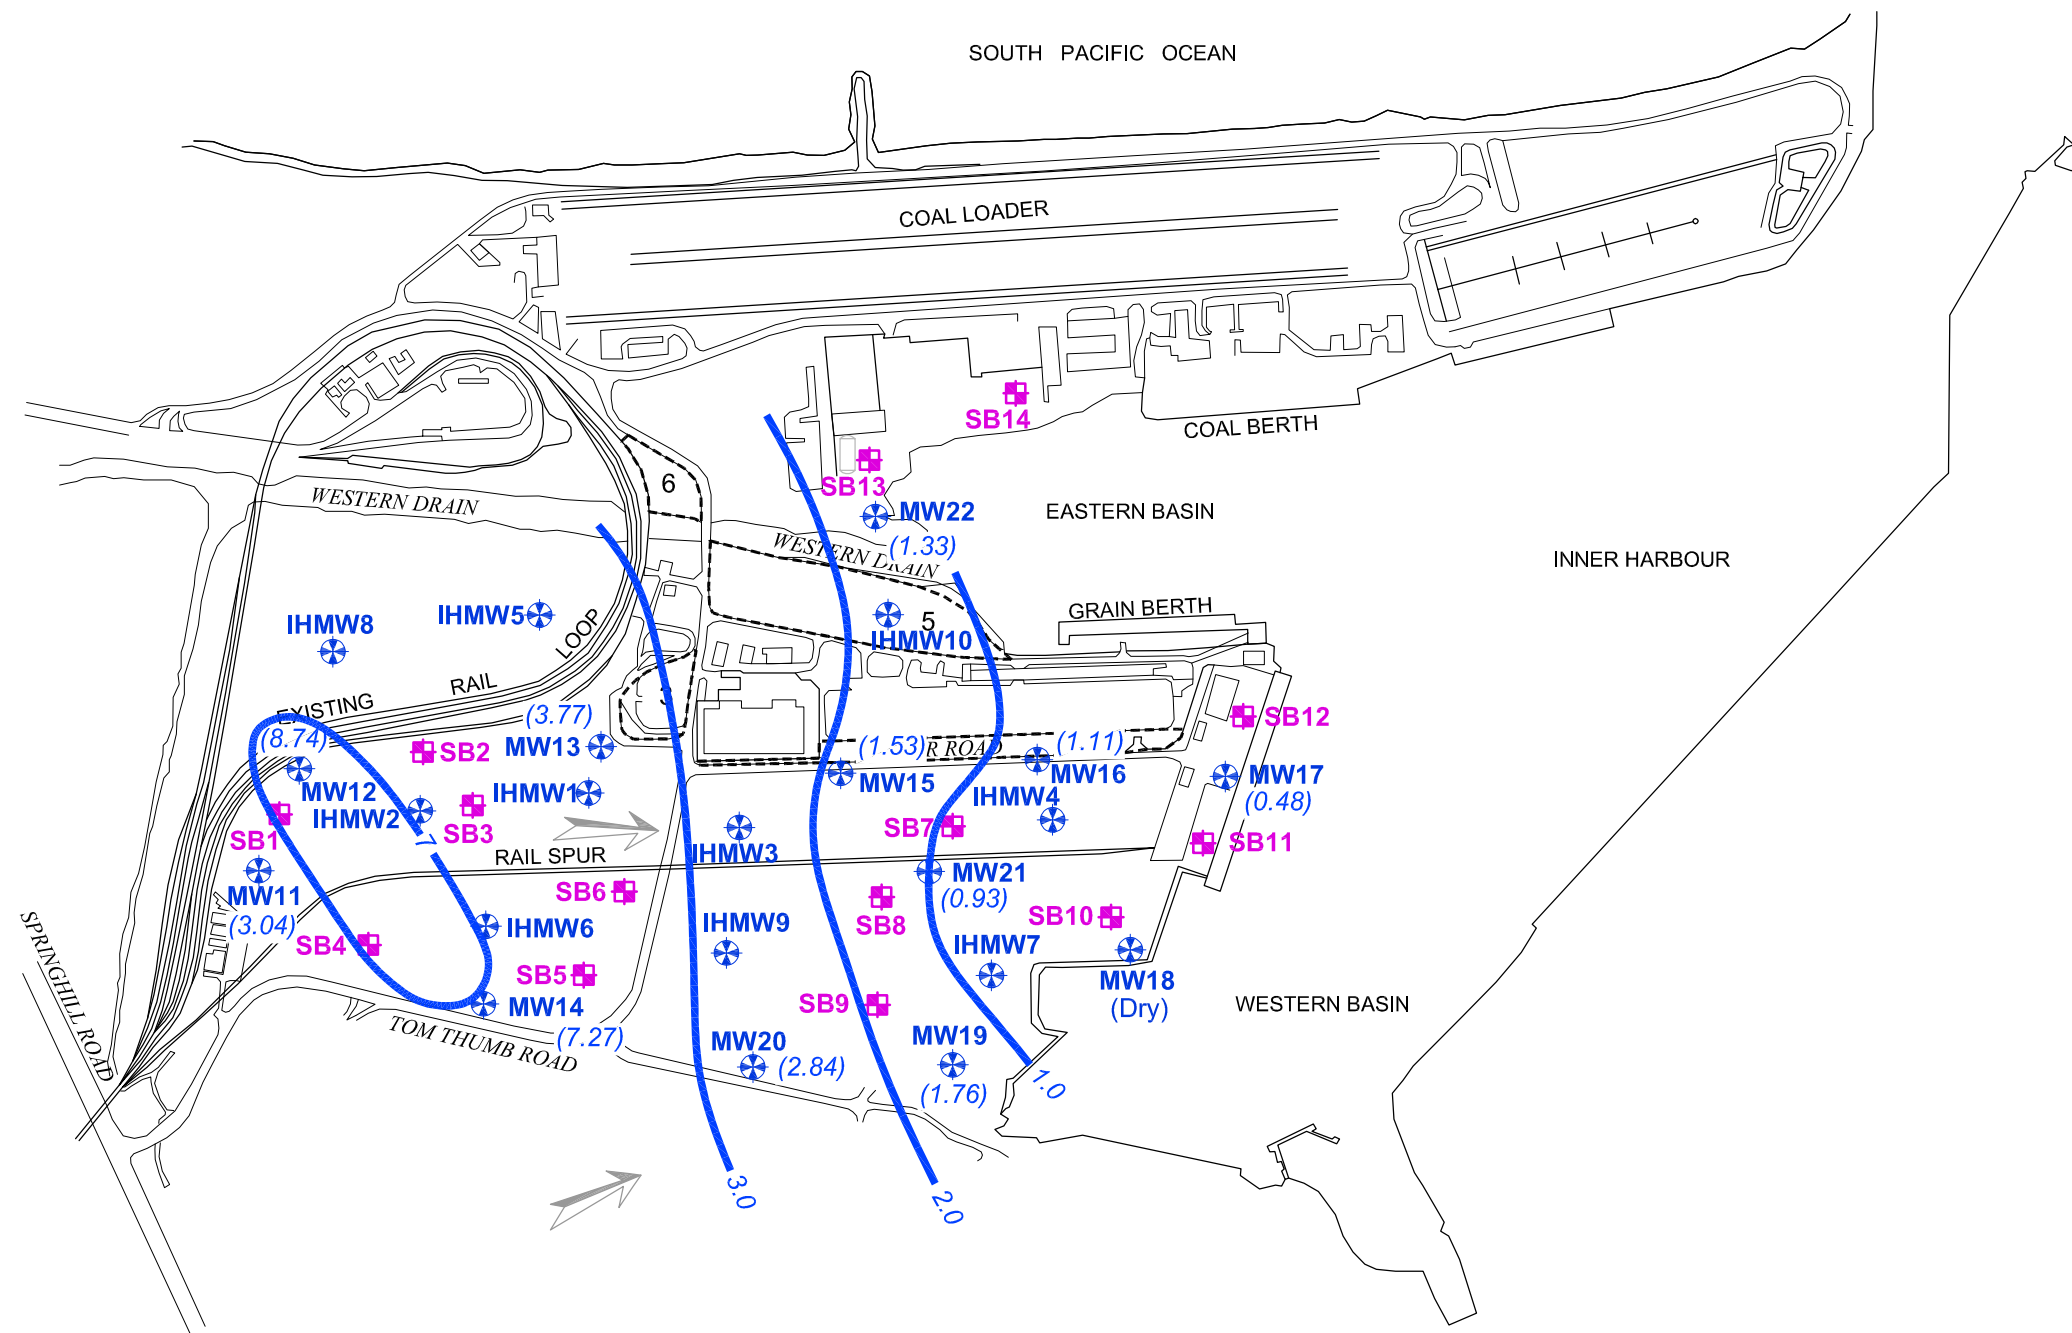 SOUTH PACIFIC OCEAN
COAL LOADER
SB14
COAL BERTH
SB13
6
WESTERN DRAIN
MW22
EASTERN BASIN
(1.33)
WESTERN DRAIN
INNER HARBOUR
GRAIN BERTH
IHMW8
IHMW5
5
IHMW10
LOOP
RAIL
EXISTING
(3.77)
SB12
(8.74)
SB2
MW13
(1.53)
R ROAD
(1.11)
MW12
MW15
MW16
MW17
(0.48)
IHMW1
IHMW2
SB3
IHMW4
SB1
7
SB7
SB11
IHMW3
RAIL SPUR
MW11
SB6
MW21
(0.93)
(3.04)
SB8
SB10
IHMW9
IHMW6
SB4
IHMW7
SPRINGHILL ROAD
SB5
MW18
(Dry)
SB9
MW14
WESTERN BASIN
TOM THUMB ROAD
(7.27)
MW20
(2.84)
MW19
(1.76)
1.0
3.0
2.0